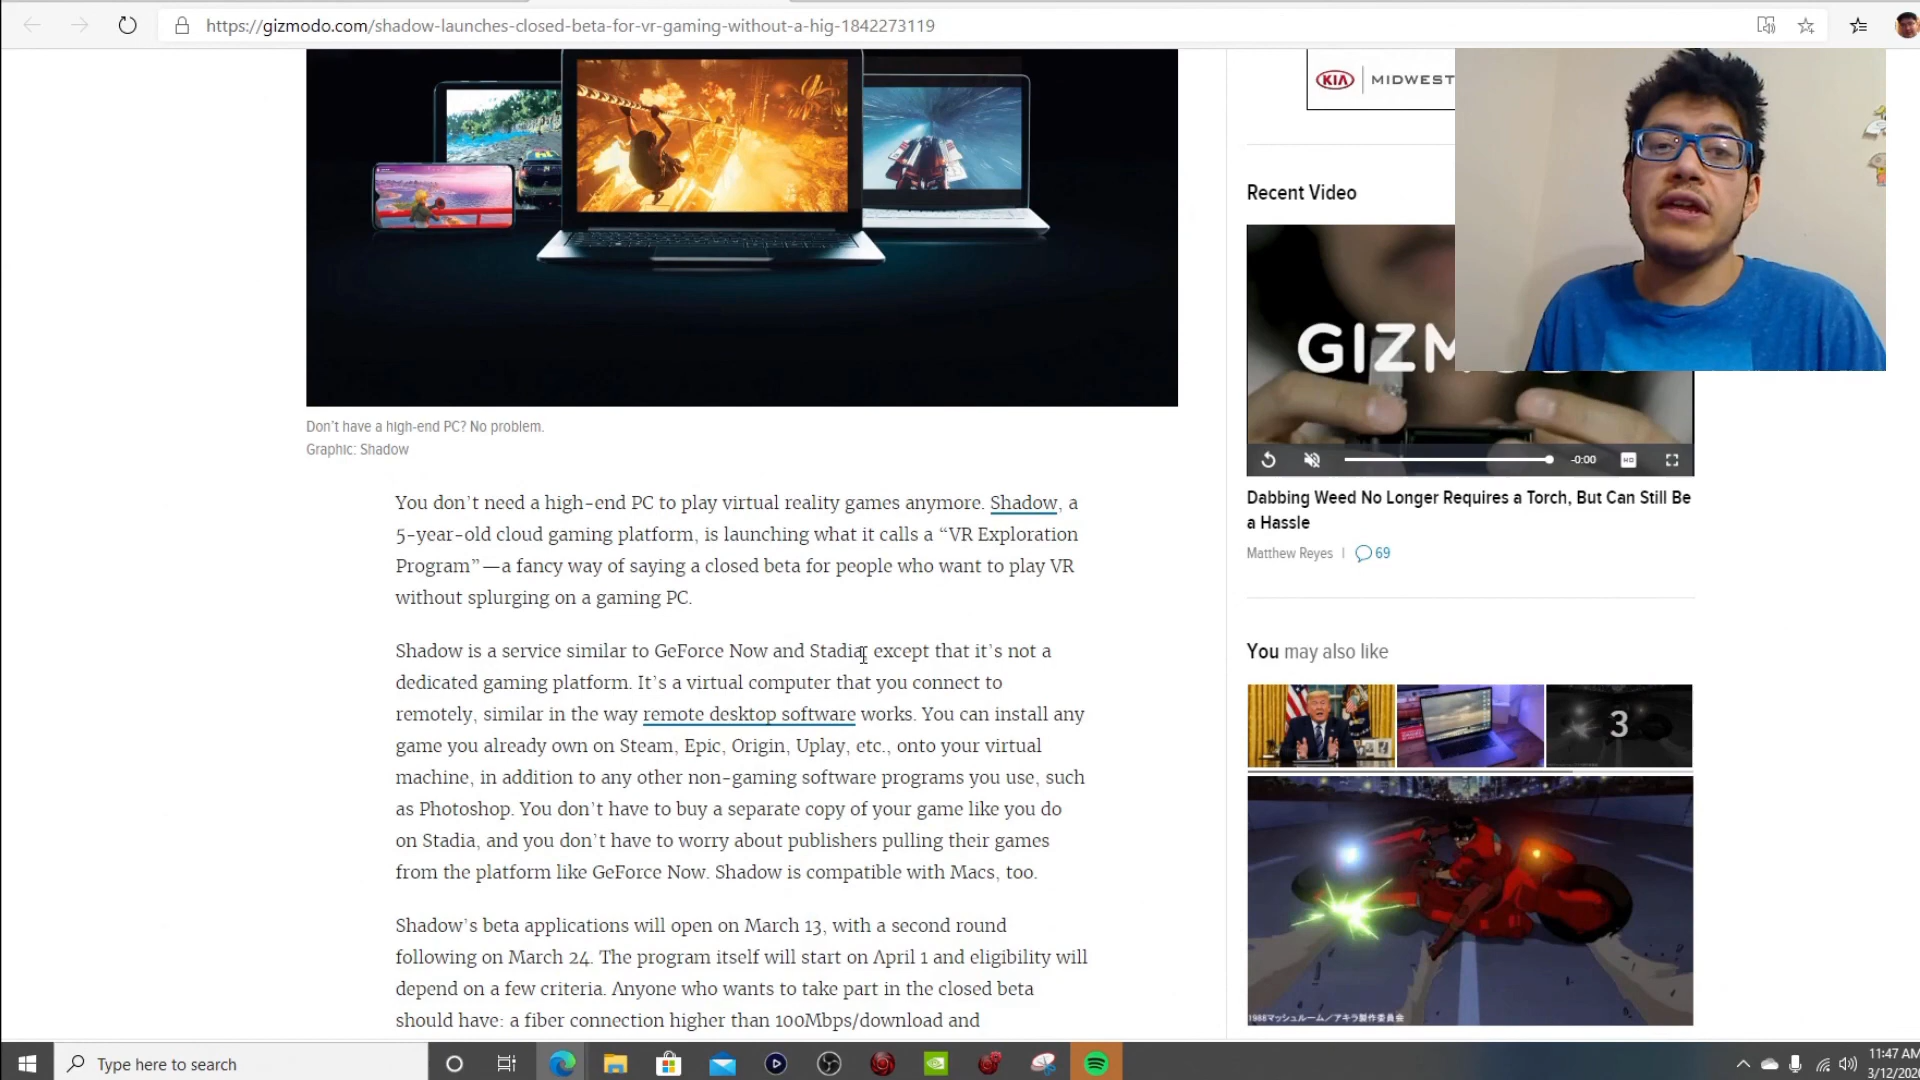 https://gizmodo.com/shadow-launches-closed-beta-for-vr-gaming-without-a-hig-1842273119
KIA MIDWEST
Don't have a high-end PC? No problem.
Graphic: Shadow
You don't need a high-end PC to play virtual reality games anymore. Shadow, a
5-year-old cloud gaming platform, is launching what it calls a “VR Exploration
Program”—a fancy way of saying a closed beta for people who want to play VR
without splurging on a gaming PC.
Shadow is a service similar to GeForce Now and Stadia, except that it's not a
dedicated gaming platform. It's a virtual computer that you connect to
remotely, similar in the way remote desktop software works. You can install any
game you already own on Steam, Epic, Origin, Uplay, etc., onto your virtual
machine, in addition to any other non-gaming software programs you use, such
as Photoshop. You don't have to buy a separate copy of your game like you do
on Stadia, and you don't have to worry about publishers pulling their games
from the platform like GeForce Now. Shadow is compatible with Macs, too.
Shadow's beta applications will open on March 13, with a second round
following on March 24. The program itself will start on April 1 and eligibility will
depend on a few criteria. Anyone who wants to take part in the closed beta
should have: a fiber connection higher than 100Mbps/download and
Recent Video
GIZM
-0:00
HD
Dabbing Weed No Longer Requires a Torch, But Can Still Be
a Hassle
Matthew Reyes | 69
You may also like
3
1988マッシュルーム／アキラ製作委員会
Type here to search
11:47 AM
3/12/202